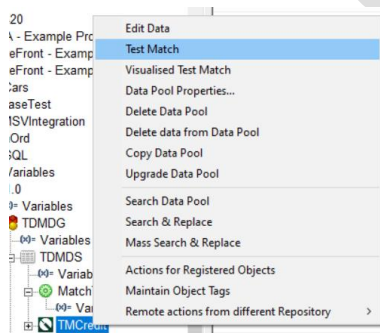 20
- Example Pro
eFront - Examp
eFront - Examp
Cars
aseTest
ISVIntegration
Ord
SQL
Variables
.0
(x)= Variables
TDMDG
(x)= Variables
TDMDS
(x)= Variab
Match
(x)= Var
TMCredit
Edit Data
Test Match
Visualised Test Match
Data Pool Properties...
Delete Data Pool
Delete data from Data Pool
Copy Data Pool
Upgrade Data Pool
Search Data Pool
Search & Replace
Mass Search & Replace
Actions for Registered Objects
Maintain Object Tags
Remote actions from different Repository >